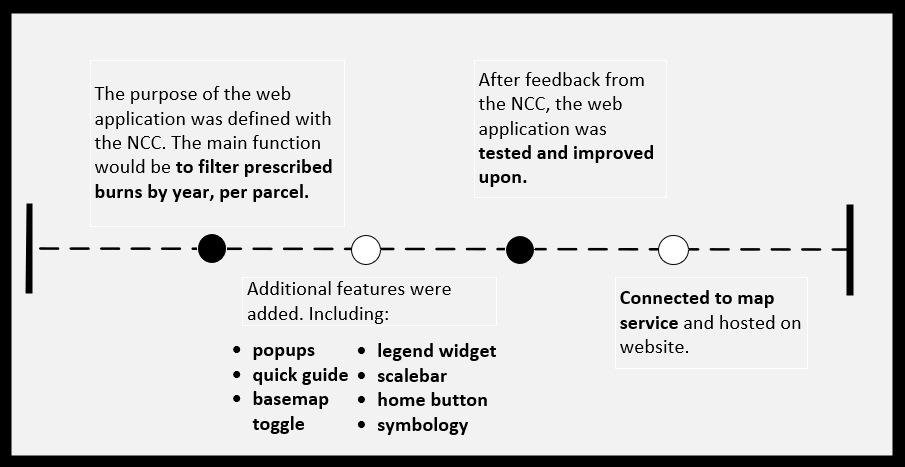 The purpose of the web
application was defined with
the NCC. The main function
would be to filter prescribed
burns by year, per parcel.
Additional features were
added. Including:
• popups
• quick guide
• basemap
toggle
• legend widget
• scalebar
• home button
• symbology
After feedback from
the NCC, the web
application was
tested and improved
upon.
Connected to map
service and hosted on
website.